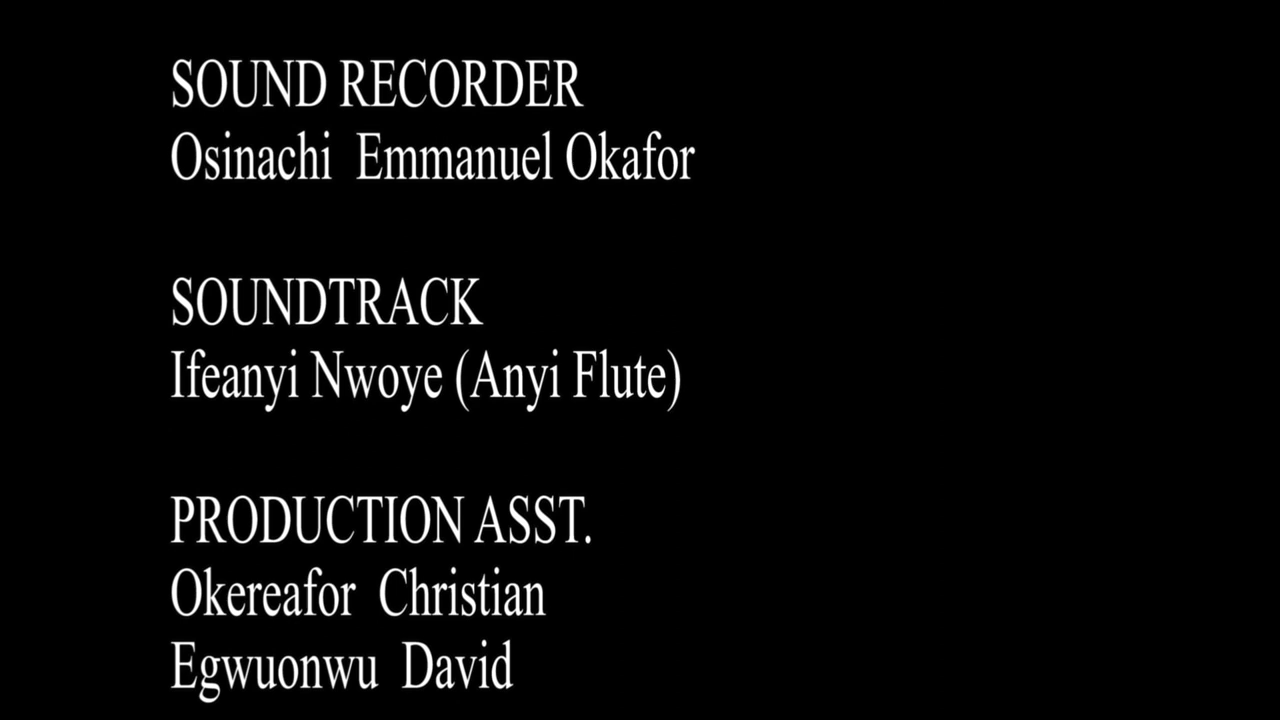 SOUND RECORDER
Osinachi Emmanuel Okafor
SOUNDTRACK
Ifeanyi Nwoye (Anyi Flute)
PRODUCTION ASST.
Okereafor Christian
Egwuonwu David